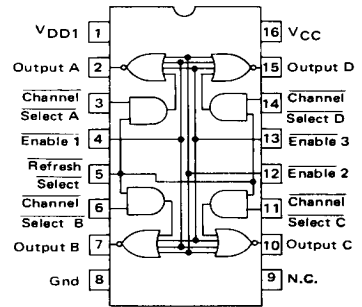 VDD1 1 16 VCC
Output A 2 15 Output D
Channel 3 14 Channel
Select A Select D
Enable 1 4 13 Enable 3
Refresh 5 12 Enable 2
Select
Channel 6 11 Channel
Select B Select C
Output B 7 10 Output C
Gnd 8 9 N.C.